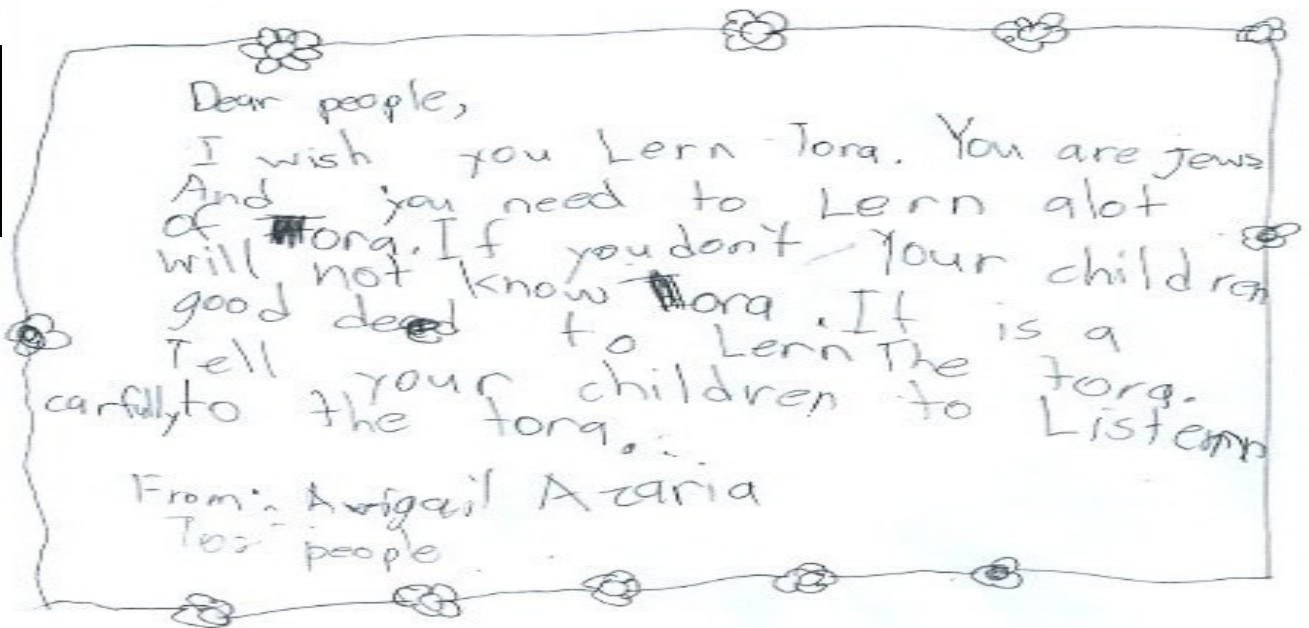 Dear people,
I wish you Lern Tora. You are Jews
And you need to Lern alot
of Tora. If you don't your children
will not know Tora. It is a
good deed to Lern The tora.
Tell your children to Listen
carfully to the tora.
From: Avigail Azaria
To: people